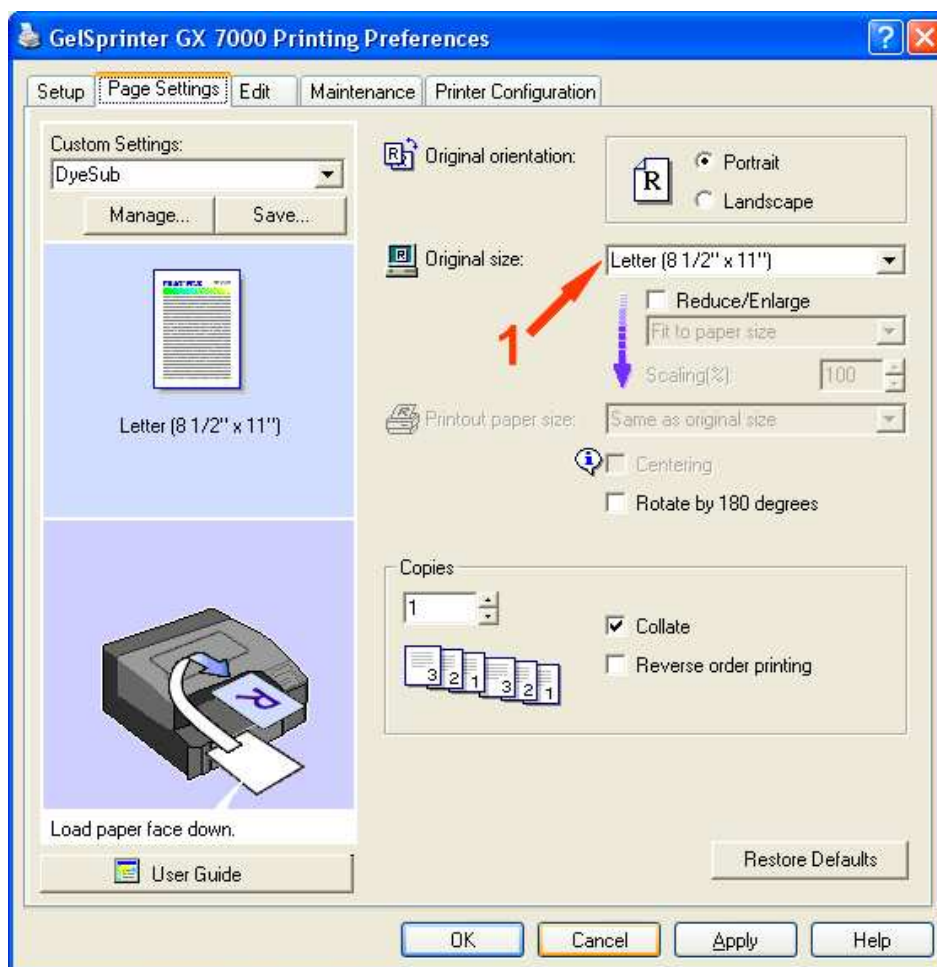 GelSprinter GX 7000 Printing Preferences
Setup
Page Settings
Edit
Maintenance
Printer Configuration
Custom Settings:
DyeSub
Manage...
Save...
Letter (8 1/2" x 11")
Load paper face down.
User Guide
Original orientation:
R
Portrait
Landscape
Original size:
Letter (8 1/2" x 11")
1
Reduce/Enlarge
Fit to paper size
Scaling(%):
100
Printout paper size:
Same as original size
Centering
Rotate by 180 degrees
Copies
1
3 2 1 3 2 1
Collate
Reverse order printing
Restore Defaults
OK
Cancel
Apply
Help